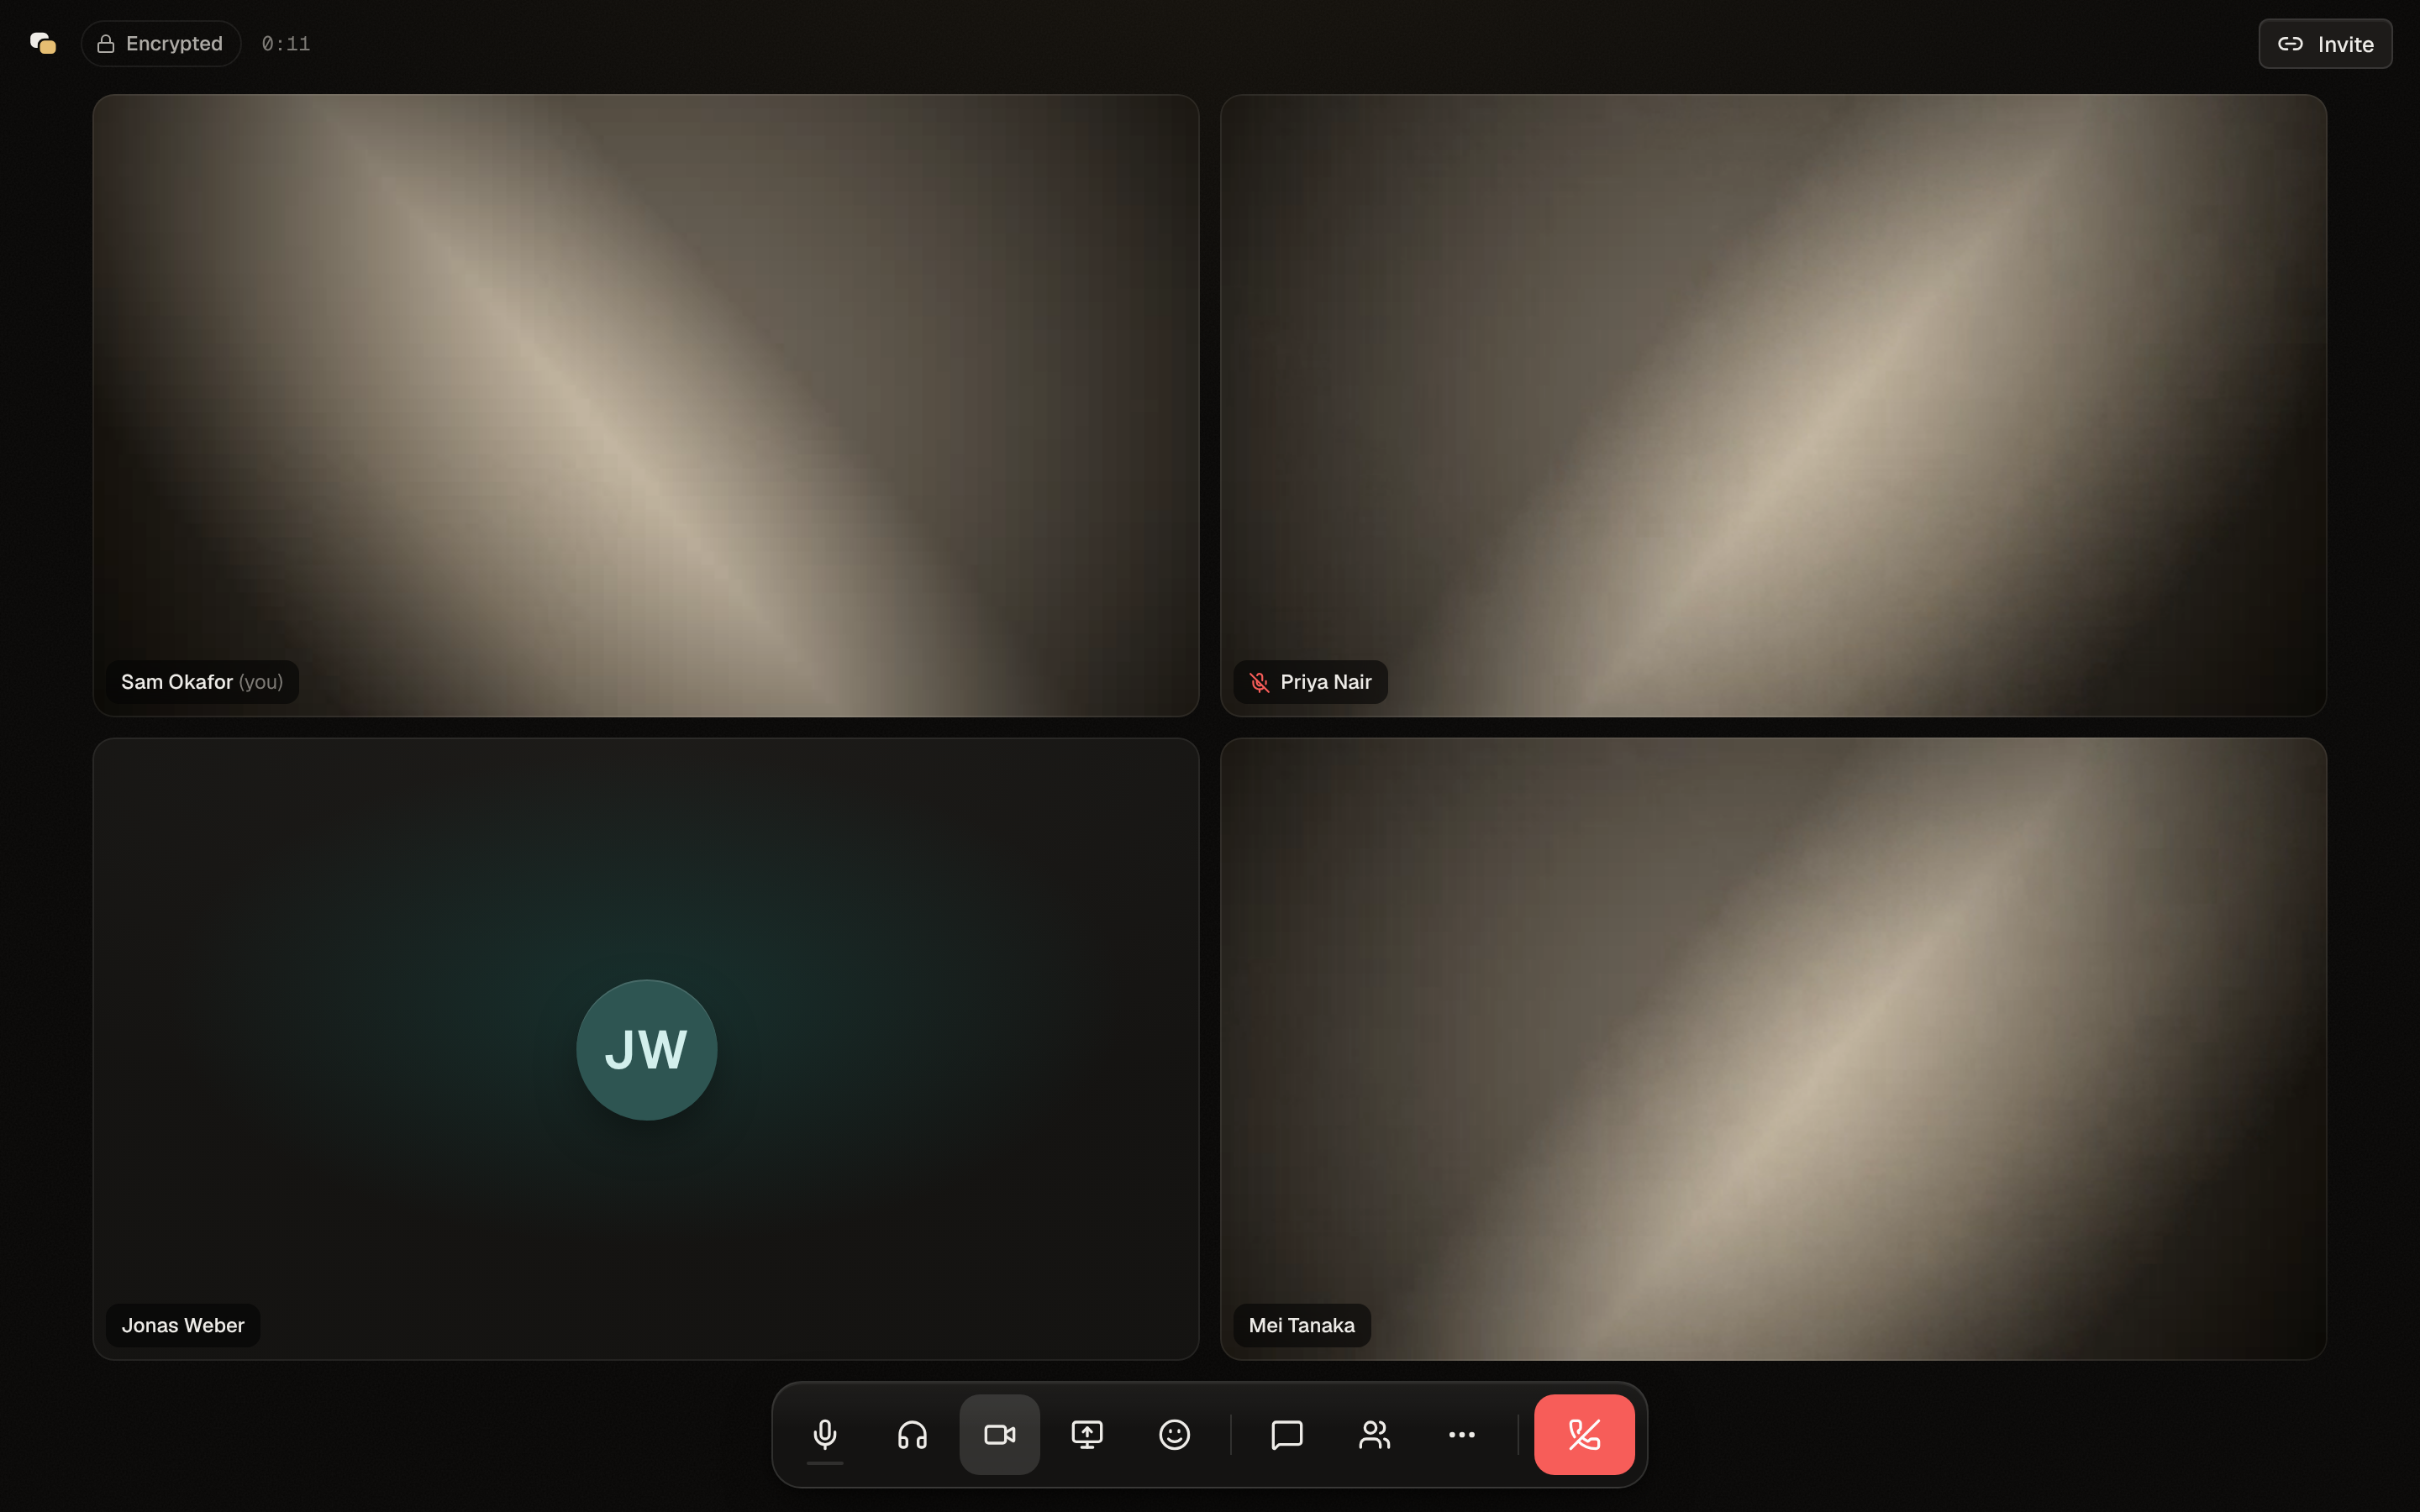 Encrypted
0:11
Invite
Sam Okafor (you)
Priya Nair
JW
Jonas Weber
Mei Tanaka